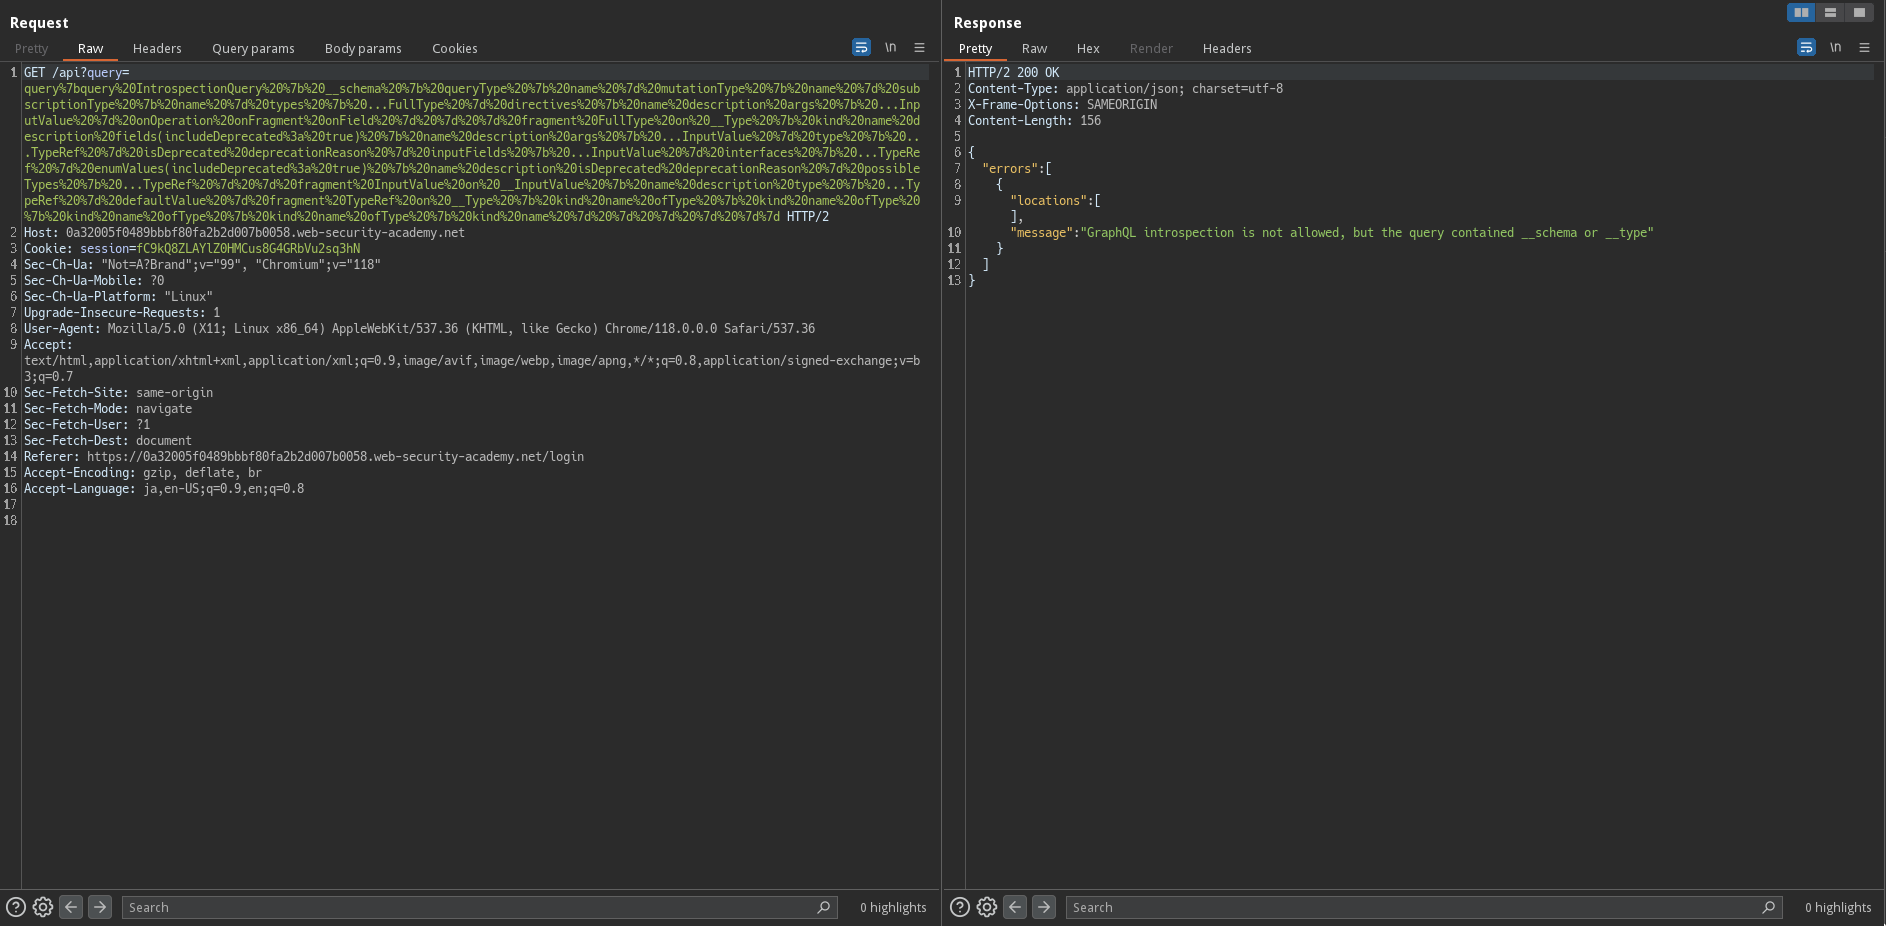 Request
Pretty Raw Headers Query params Body params Cookies \n
1 GET /api?query=
query%7bquery%20IntrospectionQuery%20%7b%20__schema%20%7b%20queryType%20%7b%20name%20%7d%20mutationType%20%7b%20name%20%7d%20sub
scriptionType%20%7b%20name%20%7d%20types%20%7b%20...FullType%20%7d%20directives%20%7b%20name%20description%20args%20%7b%20...Inp
utValue%20%7d%20onOperation%20onFragment%20onField%20%7d%20%7d%20%7d%20fragment%20FullType%20on%20__Type%20%7b%20kind%20name%20d
escription%20fields(includeDeprecated%3a%20true)%20%7b%20name%20description%20args%20%7b%20...InputValue%20%7d%20type%20%7b%20..
.TypeRef%20%7d%20isDeprecated%20deprecationReason%20%7d%20inputFields%20%7b%20...InputValue%20%7d%20interfaces%20%7b%20...TypeRe
f%20%7d%20enumValues(includeDeprecated%3a%20true)%20%7b%20name%20description%20isDeprecated%20deprecationReason%20%7d%20possible
Types%20%7b%20...TypeRef%20%7d%20%7d%20fragment%20InputValue%20on%20__InputValue%20%7b%20name%20description%20type%20%7b%20...Ty
peRef%20%7d%20defaultValue%20%7d%20fragment%20TypeRef%20on%20__Type%20%7b%20kind%20name%20ofType%20%7b%20kind%20name%20ofType%20
%7b%20kind%20name%20ofType%20%7b%20kind%20name%20ofType%20%7b%20kind%20name%20%7d%20%7d%20%7d%20%7d%20%7d%7d HTTP/2
2 Host: 0a32005f0489bbbf80fa2b2d007b0058.web-security-academy.net
3 Cookie: session=fC9kQ8ZLAYlZ0HMCus8G4GRbVu2sq3hN
4 Sec-Ch-Ua: "Not=A?Brand";v="99", "Chromium";v="118"
5 Sec-Ch-Ua-Mobile: ?0
6 Sec-Ch-Ua-Platform: "Linux"
7 Upgrade-Insecure-Requests: 1
8 User-Agent: Mozilla/5.0 (X11; Linux x86_64) AppleWebKit/537.36 (KHTML, like Gecko) Chrome/118.0.0.0 Safari/537.36
9 Accept:
text/html,application/xhtml+xml,application/xml;q=0.9,image/avif,image/webp,image/apng,*/*;q=0.8,application/signed-exchange;v=b
3;q=0.7
10 Sec-Fetch-Site: same-origin
11 Sec-Fetch-Mode: navigate
12 Sec-Fetch-User: ?1
13 Sec-Fetch-Dest: document
14 Referer: https://0a32005f0489bbbf80fa2b2d007b0058.web-security-academy.net/login
15 Accept-Encoding: gzip, deflate, br
16 Accept-Language: ja,en-US;q=0.9,en;q=0.8
17
18
Search 0 highlights
Response
Pretty Raw Hex Render Headers \n
1 HTTP/2 200 OK
2 Content-Type: application/json; charset=utf-8
3 X-Frame-Options: SAMEORIGIN
4 Content-Length: 156
5
6 {
7 "errors":[
8 {
9 "locations":[
],
10 "message":"GraphQL introspection is not allowed, but the query contained __schema or __type"
11 }
12 ]
13 }
Search 0 highlights